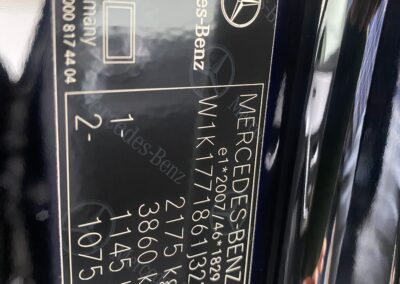 MERCEDES-BENZ
e1*2007/46*1829
W1K1771861J32
2175 kg
3860 k
1- 1145 k
2- 1075
-Benz
Mercedes-Benz
many
000 817 44 04